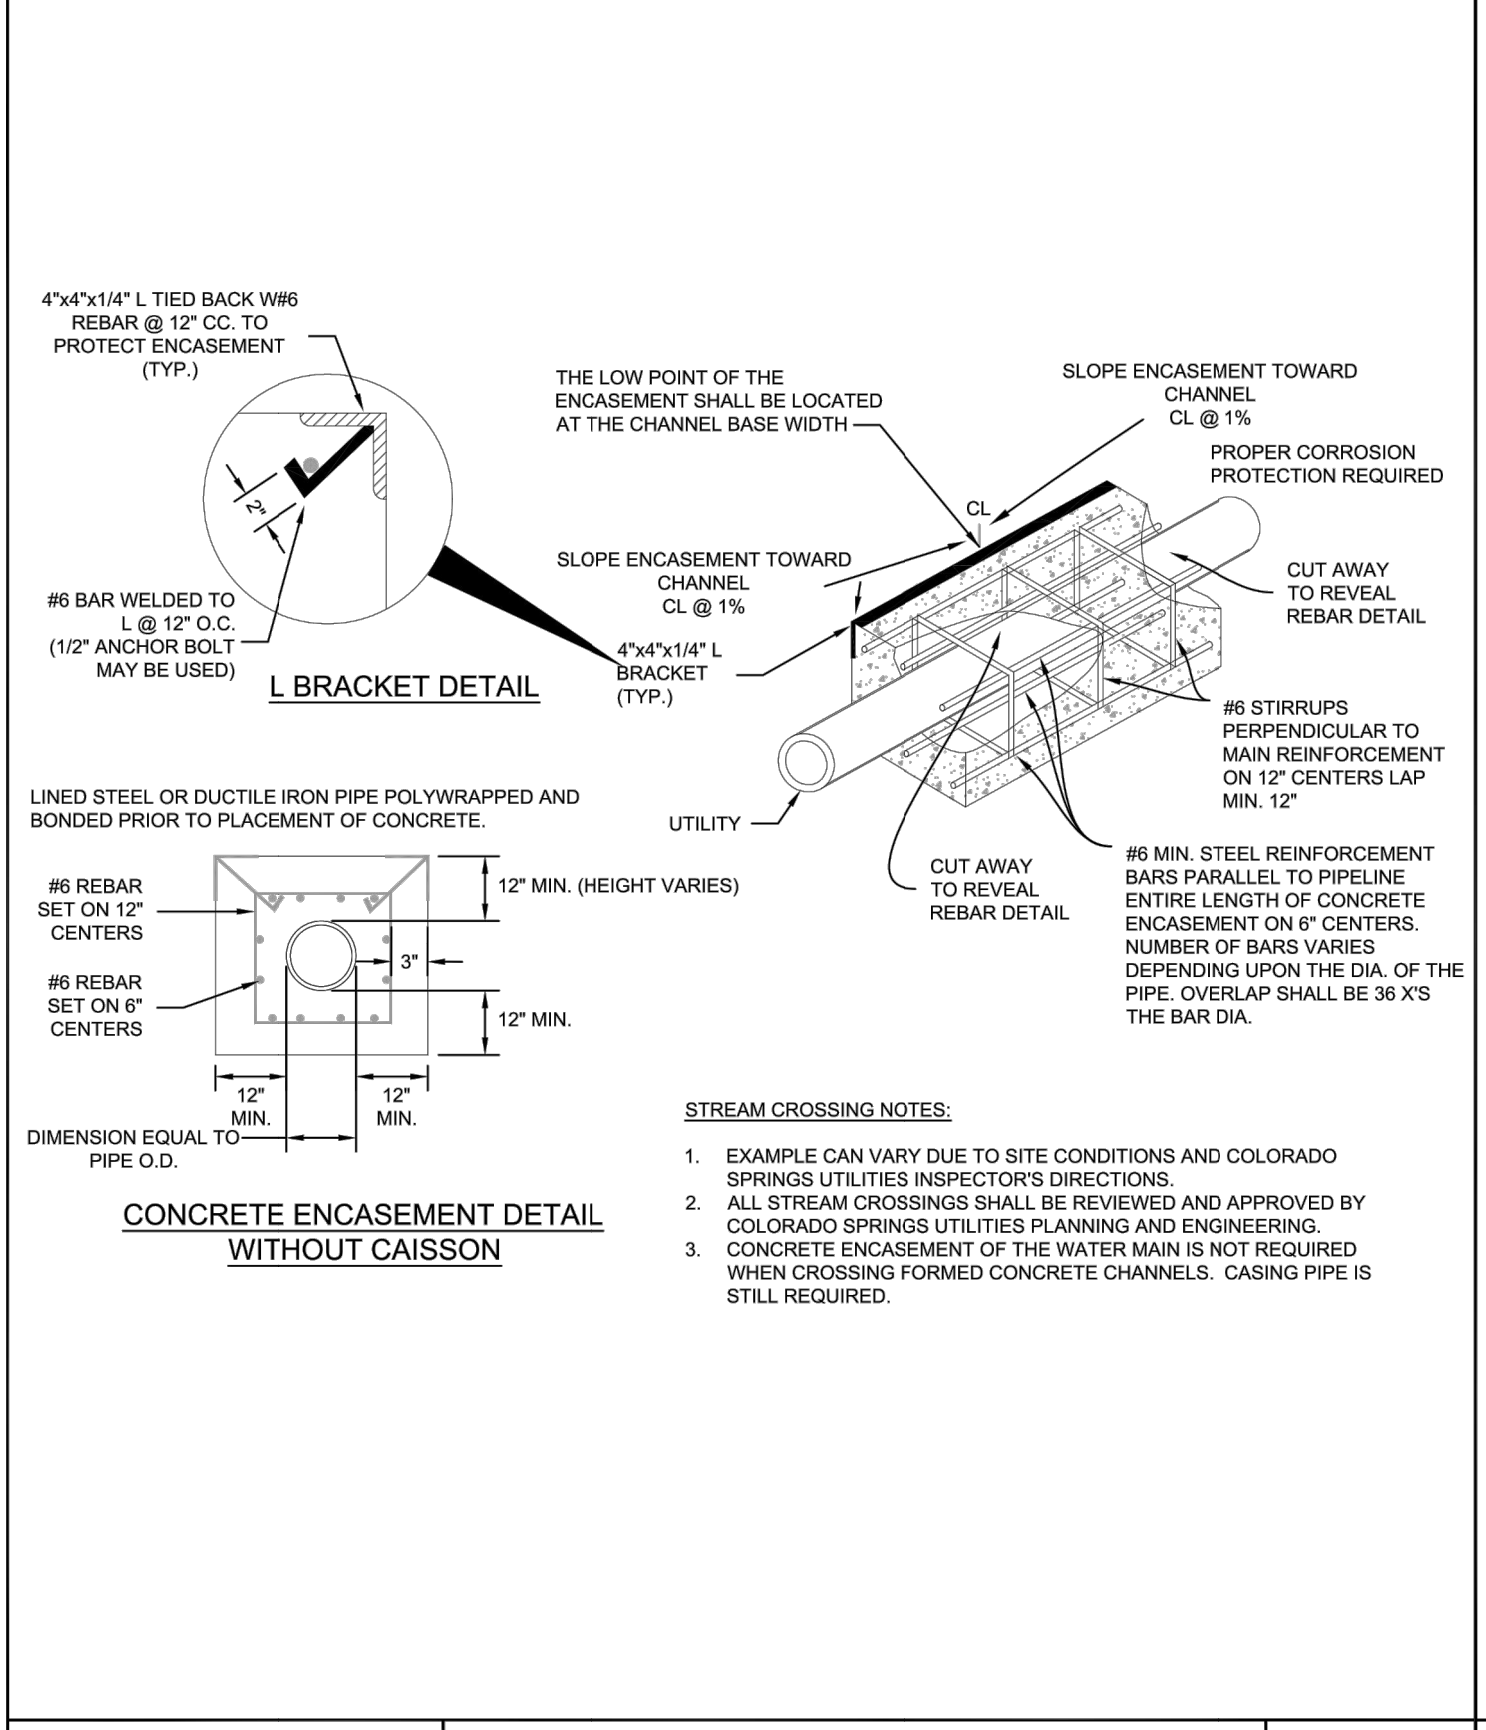 4"x4"x1/4" L TIED BACK W#6
REBAR @ 12" CC. TO
PROTECT ENCASEMENT
(TYP.)
2"
#6 BAR WELDED TO
L @ 12" O.C.
(1/2" ANCHOR BOLT
MAY BE USED)
L BRACKET DETAIL
THE LOW POINT OF THE
ENCASEMENT SHALL BE LOCATED
AT THE CHANNEL BASE WIDTH
SLOPE ENCASEMENT TOWARD
CHANNEL
CL @ 1%
PROPER CORROSION
PROTECTION REQUIRED
CL
SLOPE ENCASEMENT TOWARD
CHANNEL
CL @ 1%
CUT AWAY
TO REVEAL
REBAR DETAIL
4"x4"x1/4" L
BRACKET
(TYP.)
#6 STIRRUPS
PERPENDICULAR TO
MAIN REINFORCEMENT
ON 12" CENTERS LAP
MIN. 12"
UTILITY
CUT AWAY
TO REVEAL
REBAR DETAIL
#6 MIN. STEEL REINFORCEMENT
BARS PARALLEL TO PIPELINE
ENTIRE LENGTH OF CONCRETE
ENCASEMENT ON 6" CENTERS.
NUMBER OF BARS VARIES
DEPENDING UPON THE DIA. OF THE
PIPE. OVERLAP SHALL BE 36 X'S
THE BAR DIA.
LINED STEEL OR DUCTILE IRON PIPE POLYWRAPPED AND
BONDED PRIOR TO PLACEMENT OF CONCRETE.
#6 REBAR
SET ON 12"
CENTERS
#6 REBAR
SET ON 6"
CENTERS
12" MIN. (HEIGHT VARIES)
3"
12" MIN.
12"
MIN.
12"
MIN.
DIMENSION EQUAL TO
PIPE O.D.
CONCRETE ENCASEMENT DETAIL
WITHOUT CAISSON
STREAM CROSSING NOTES:
1. EXAMPLE CAN VARY DUE TO SITE CONDITIONS AND COLORADO
SPRINGS UTILITIES INSPECTOR'S DIRECTIONS.
2. ALL STREAM CROSSINGS SHALL BE REVIEWED AND APPROVED BY
COLORADO SPRINGS UTILITIES PLANNING AND ENGINEERING.
3. CONCRETE ENCASEMENT OF THE WATER MAIN IS NOT REQUIRED
WHEN CROSSING FORMED CONCRETE CHANNELS. CASING PIPE IS
STILL REQUIRED.